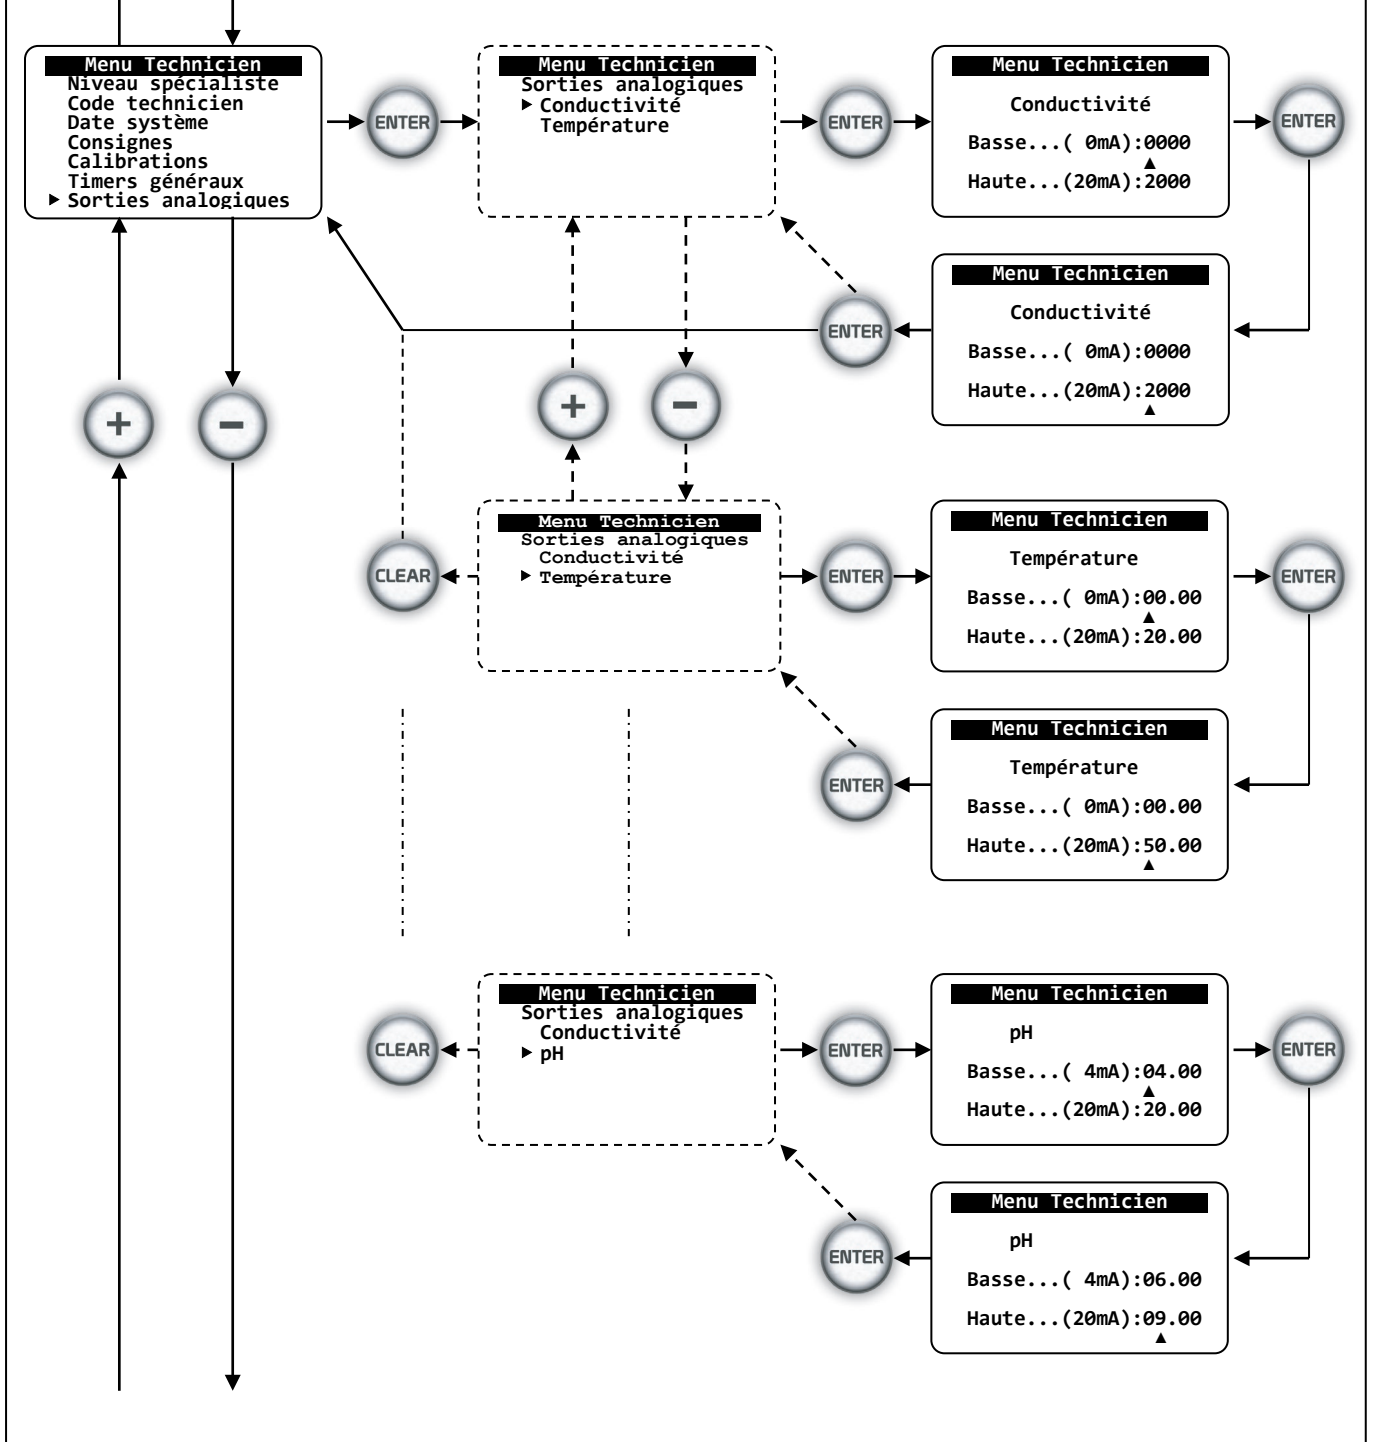 Menu Technicien
Niveau spécialiste
Code technicien
Date système
Consignes
Calibrations
Timers généraux
Sorties analogiques
ENTER
Menu Technicien
Sorties analogiques
Conductivité
Température
ENTER
Menu Technicien
Conductivité
Basse...( 0mA):0000
Haute...(20mA):2000
ENTER
Menu Technicien
Conductivité
Basse...( 0mA):0000
Haute...(20mA):2000
ENTER
+
-
+
-
CLEAR
Menu Technicien
Sorties analogiques
Conductivité
Température
ENTER
Menu Technicien
Température
Basse...( 0mA):00.00
Haute...(20mA):20.00
ENTER
Menu Technicien
Température
Basse...( 0mA):00.00
Haute...(20mA):50.00
ENTER
CLEAR
Menu Technicien
Sorties analogiques
Conductivité
pH
ENTER
Menu Technicien
pH
Basse...( 4mA):04.00
Haute...(20mA):20.00
ENTER
Menu Technicien
pH
Basse...( 4mA):06.00
Haute...(20mA):09.00
ENTER